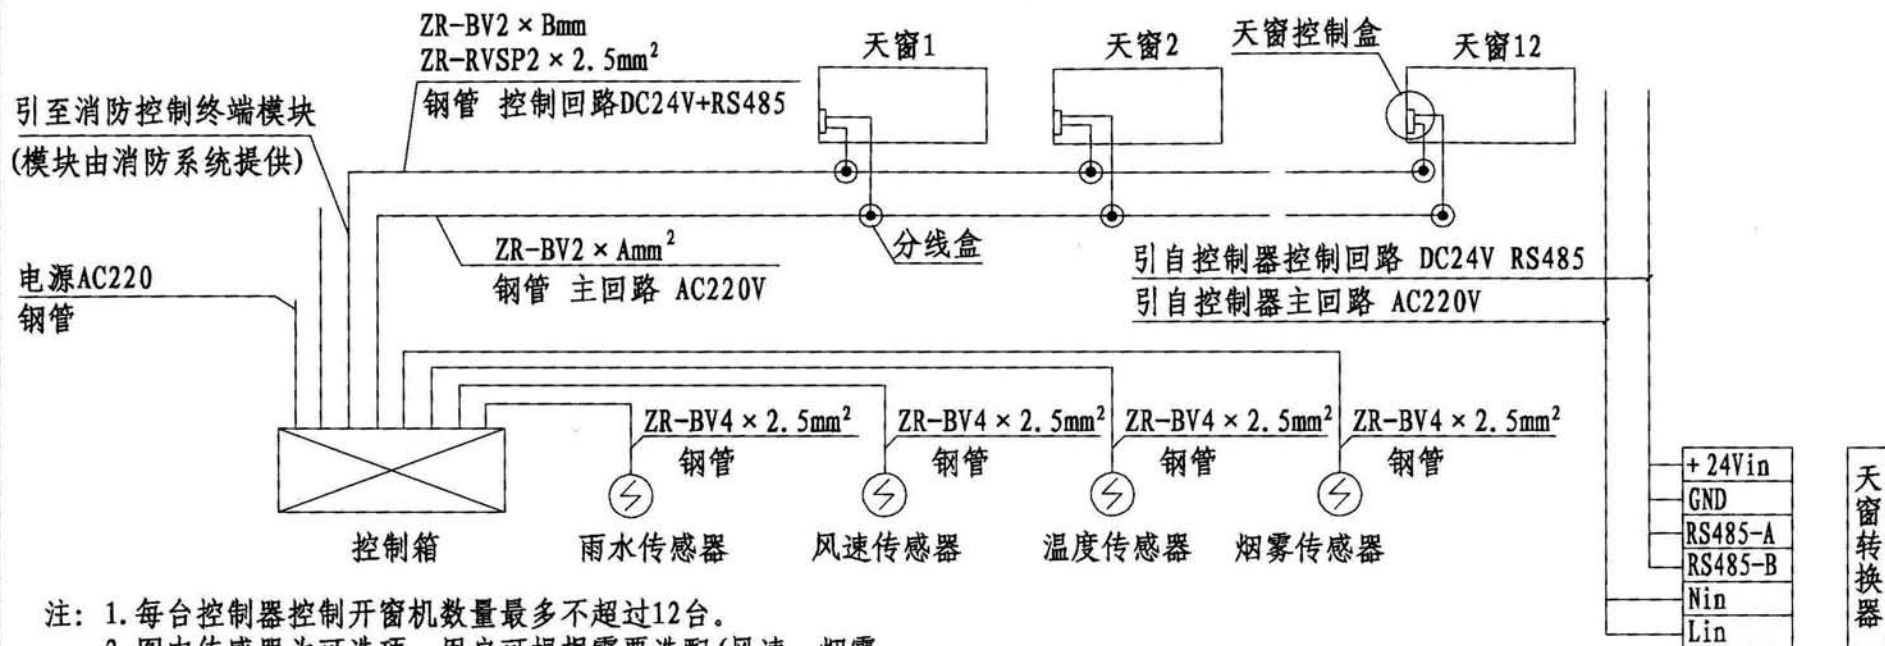 ZR-BV2×Bmm
ZR-RVSP2×2.5mm²
钢管 控制回路DC24V+RS485
天窗1
天窗2
天窗控制盒
天窗12
引至消防控制终端模块
(模块由消防系统提供)
ZR-BV2×Amm²
钢管 主回路 AC220V
分线盒
电源AC220
钢管
引自控制器控制回路 DC24V RS485
引自控制器主回路 AC220V
ZR-BV4×2.5mm²
钢管
ZR-BV4×2.5mm²
钢管
ZR-BV4×2.5mm²
钢管
ZR-BV4×2.5mm²
钢管
控制箱
雨水传感器
风速传感器
温度传感器
烟雾传感器
+24Vin
GND
RS485-A
RS485-B
Nin
Lin
天窗转换器
注: 1.每台控制器控制开窗机数量最多不超过12台。